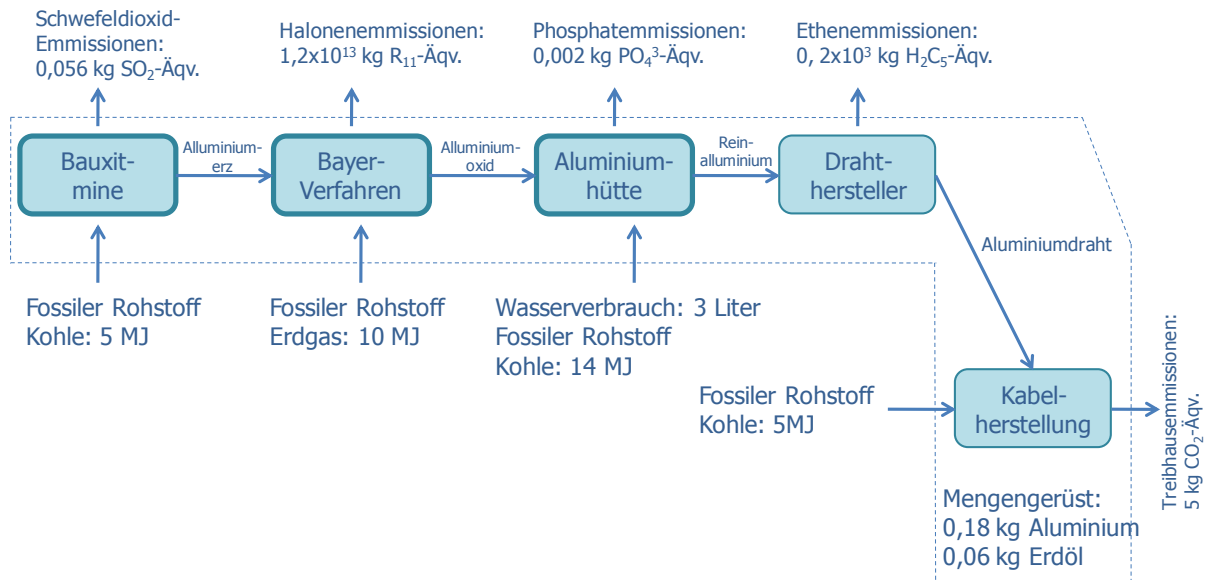 Schwefeldioxid-
Emmissionen:
0,056 kg SO₂-Äqv.
Halonenemmissionen:
1,2x10¹³ kg R₁₁-Äqv.
Phosphatemmissionen:
0,002 kg PO₄³-Äqv.
Ethenemmissionen:
0, 2x10³ kg H₂C₅-Äqv.
Bauxit-
mine
Alluminium-
erz
Bayer-
Verfahren
Alluminium-
oxid
Aluminium-
hütte
Rein-
alluminium
Draht-
hersteller
Aluminiumdraht
Fossiler Rohstoff
Kohle: 5 MJ
Fossiler Rohstoff
Erdgas: 10 MJ
Wasserverbrauch: 3 Liter
Fossiler Rohstoff
Kohle: 14 MJ
Fossiler Rohstoff
Kohle: 5MJ
Kabel-
herstellung
Treibhausemmissionen:
5 kg CO₂-Äqv.
Mengengerüst:
0,18 kg Aluminium
0,06 kg Erdöl